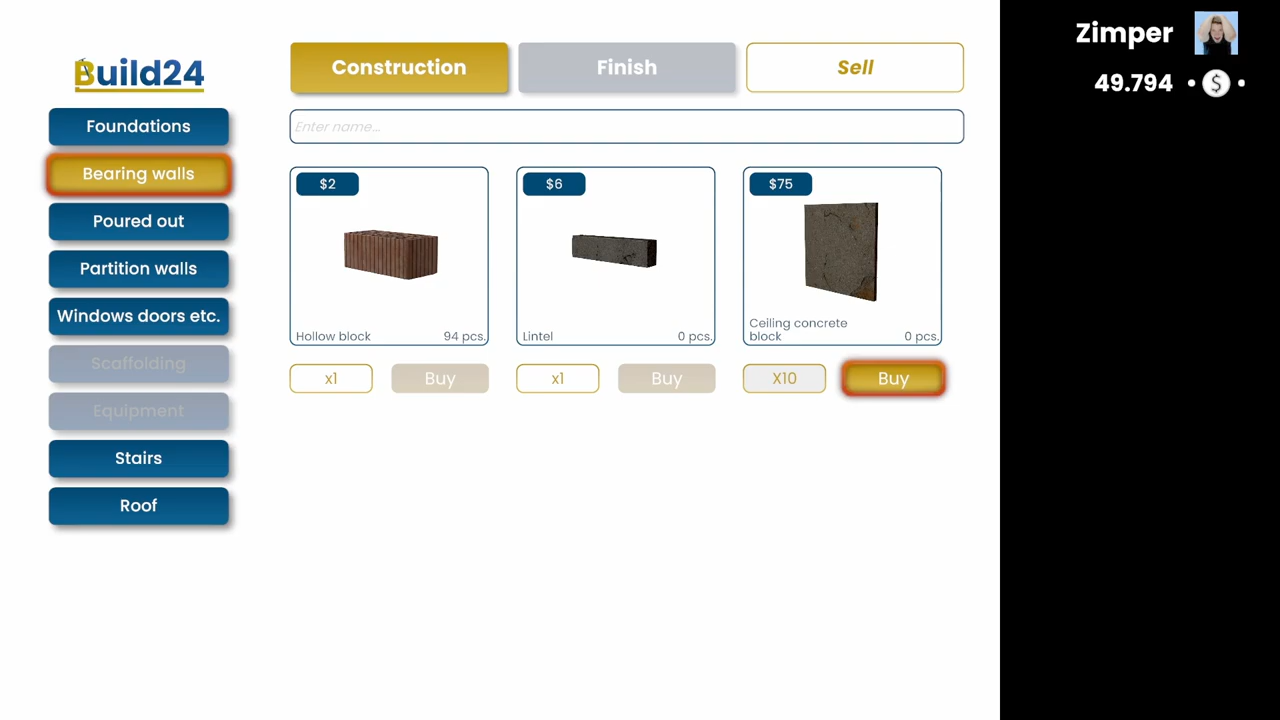 Zimper
49.794
$
Build24
Construction
Finish
Sell
Enter name...
Foundations
Bearing walls
Poured out
Partition walls
Windows doors etc.
Scaffolding
Equipment
Stairs
Roof
$2
Hollow block
94 pcs.
x1
Buy
$6
Lintel
0 pcs.
x1
Buy
$75
Ceiling concrete
block
0 pcs.
X10
Buy